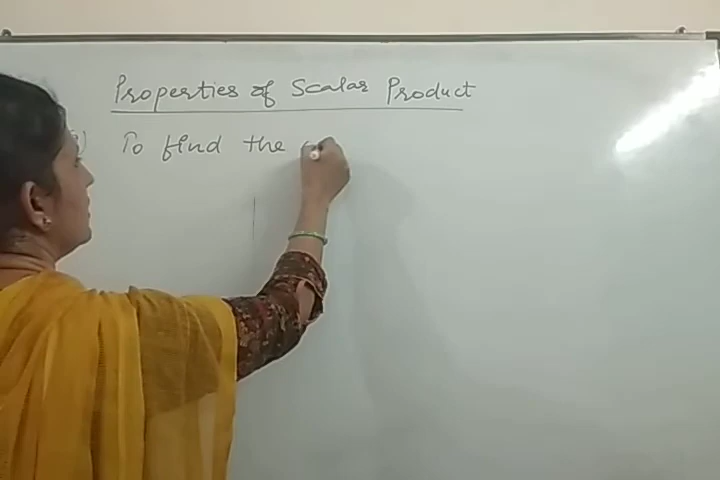 Properties of Scalar Product
To find the